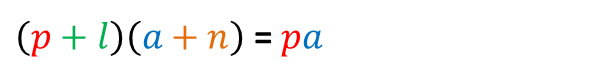 (p + l)(a + n) = pa